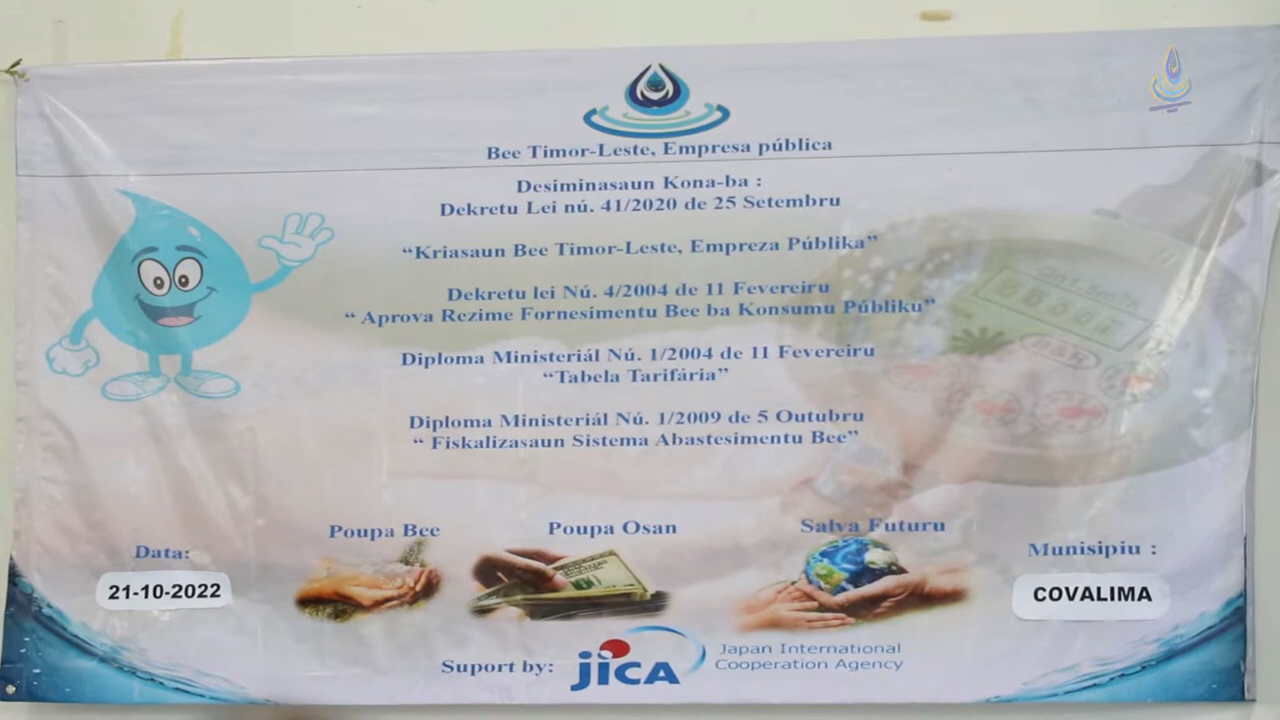 Bee Timor-Leste, Empresa pública
Desiminasaun Kona-ba :
Dekretu Lei nú. 41/2020 de 25 Setembru
“Kriasaun Bee Timor-Leste, Empreza Públika”
Dekretu lei Nú. 4/2004 de 11 Fevereiru
“ Aprova Rezime Fornesimentu Bee ba Konsumu Públiku”
Diploma Ministeriál Nú. 1/2004 de 11 Fevereiru
“Tabela Tarifária”
Diploma Ministeriál Nú. 1/2009 de 5 Outubru
“ Fiskalizasaun Sistema Abastesimentu Bee”
Poupa Bee
Poupa Osan
Salva Futuru
Data:
21-10-2022
Munisipiu :
COVALIMA
Suport by:
jICA
Japan International
Cooperation Agency